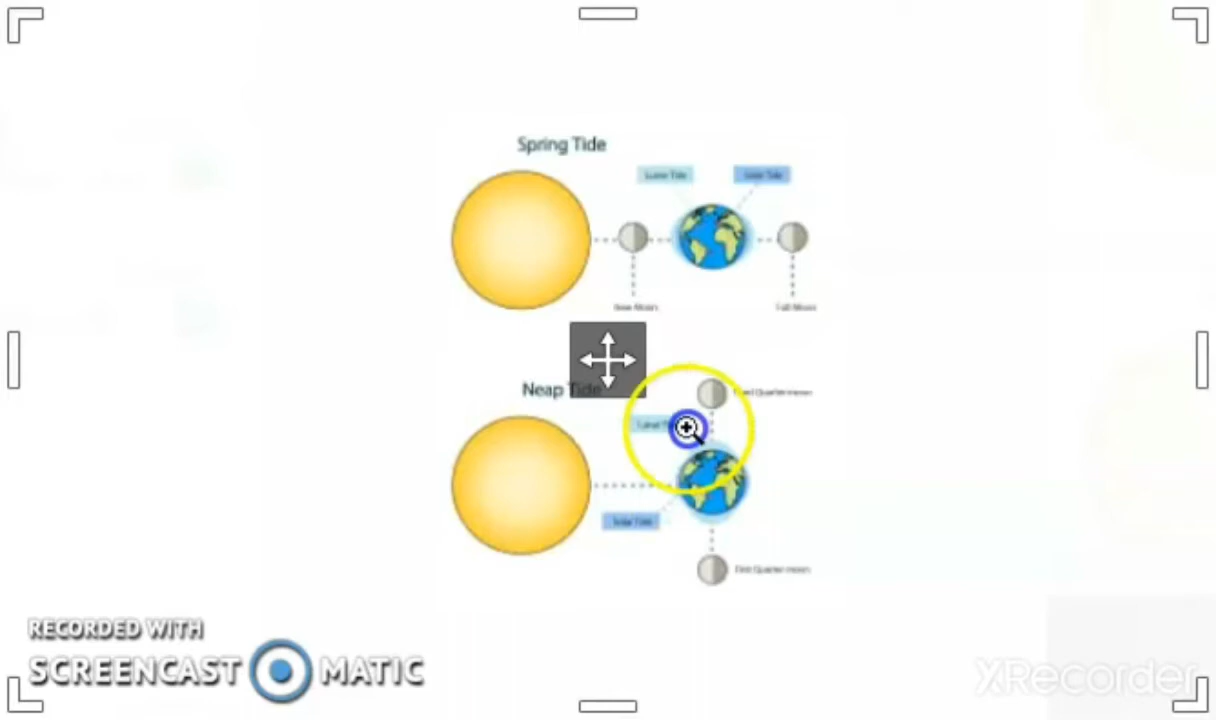 Spring Tide
Lunar Tide
Solar Tide
New Moon
Full Moon
Neap Tide
Quarter moon
Lunar
Solar Tide
First Quarter moon
RECORDED WITH
SCREENCAST MATIC
XRecorder